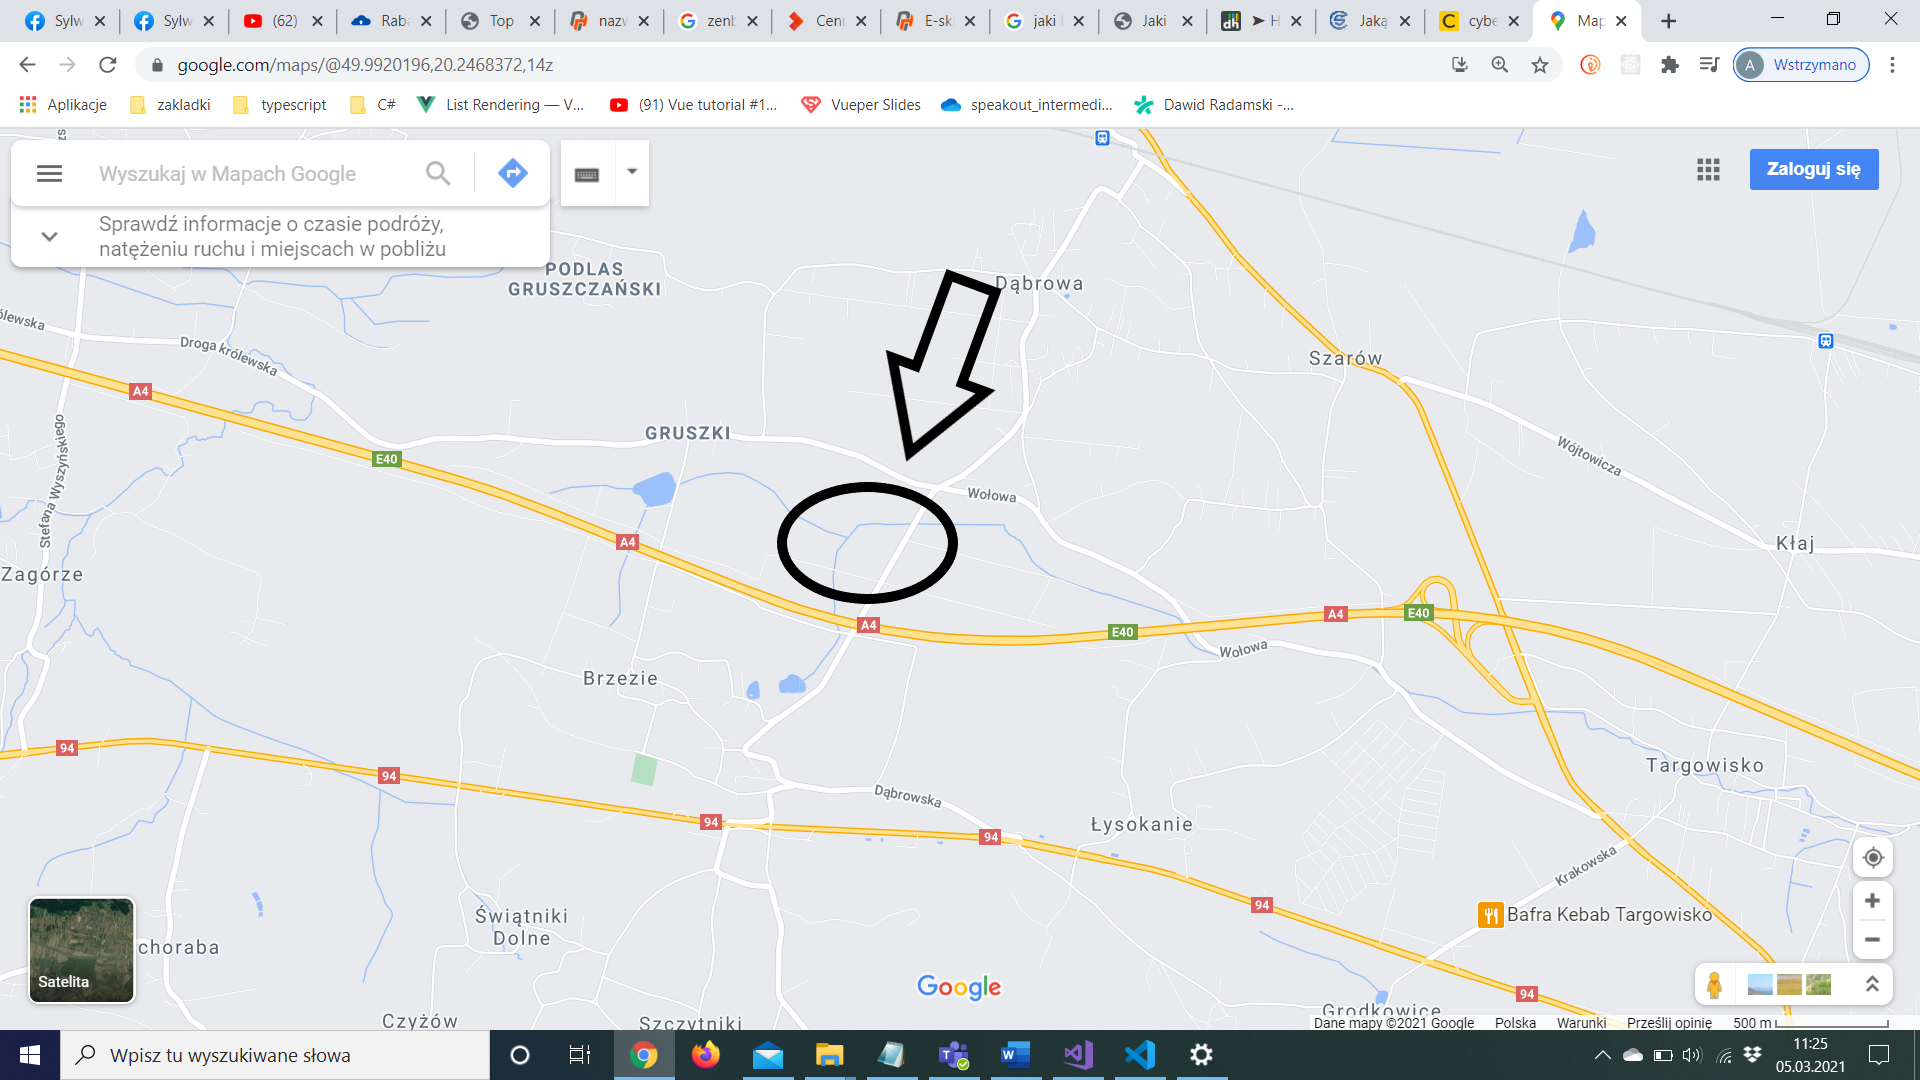 Sylw
Sylw
(62)
Raba
Top
nazw
zenb
Cenn
E-sk
jaki
Jaki
➤ H
Jaką
cybe
Map
google.com/maps/@49.9920196,20.2468372,14z
A
Wstrzymano
Aplikacje
zakladki
typescript
C#
List Rendering — V...
(91) Vue tutorial #1...
Vueper Slides
speakout_intermedi...
Dawid Radamski -...
Wyszukaj w Mapach Google
Zaloguj się
Sprawdź informacje o czasie podróży,
natężeniu ruchu i miejscach w pobliżu
PODLAS
GRUSZCZAŃSKI
Dąbrowa
Droga królewska
Szarów
A4
GRUSZKI
E40
Wójtowicza
Stefana Wyszyńskiego
Wołowa
A4
Kłaj
Zagórze
A4
E40
A4
E40
Wołowa
Brzezie
94
94
Targowisko
Dąbrowska
94
94
Łysokanie
Krakowska
94
Bafra Kebab Targowisko
Świątniki
Dolne
choraba
Satelita
Google
94
Czyżów
Szczytniki
Grodkowice
Dane mapy ©2021 Google
Polska
Warunki
Prześlij opinię
500 m
Wpisz tu wyszukiwane słowa
11:25
05.03.2021